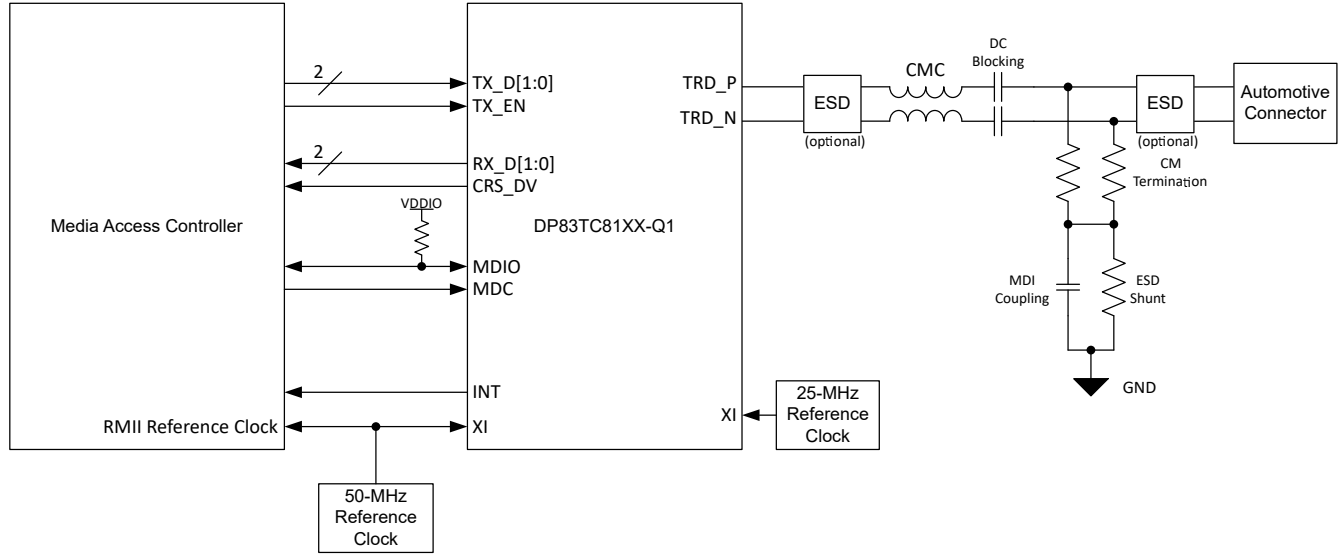 Media Access Controller
RMII Reference Clock
2
2
VDDIO
50-MHz
Reference
Clock
TX_D[1:0]
TX_EN
RX_D[1:0]
CRS_DV
MDIO
MDC
INT
XI
DP83TC81XX-Q1
TRD_P
TRD_N
XI
25-MHz
Reference
Clock
ESD
(optional)
CMC
DC
Blocking
ESD
(optional)
Automotive
Connector
CM
Termination
MDI
Coupling
ESD
Shunt
GND